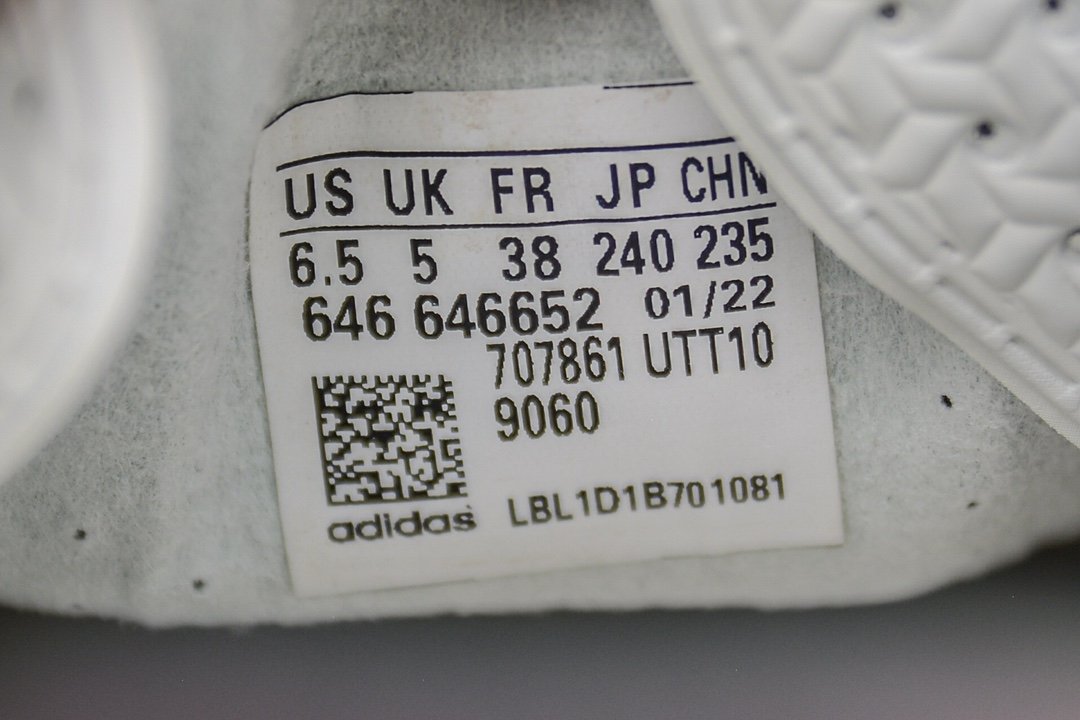 US UK FR JP CHN
6.5 5 38 240 235
646 646652 01/22
707861 UTT10
9060
adidas LBL1D1B701081